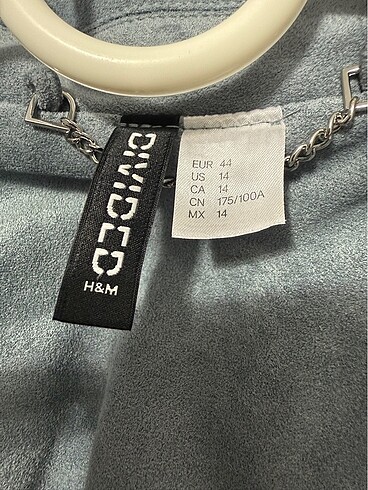 DIVIDED
H&M
EUR 44
US 14
CA 14
CN 175/100A
MX 14